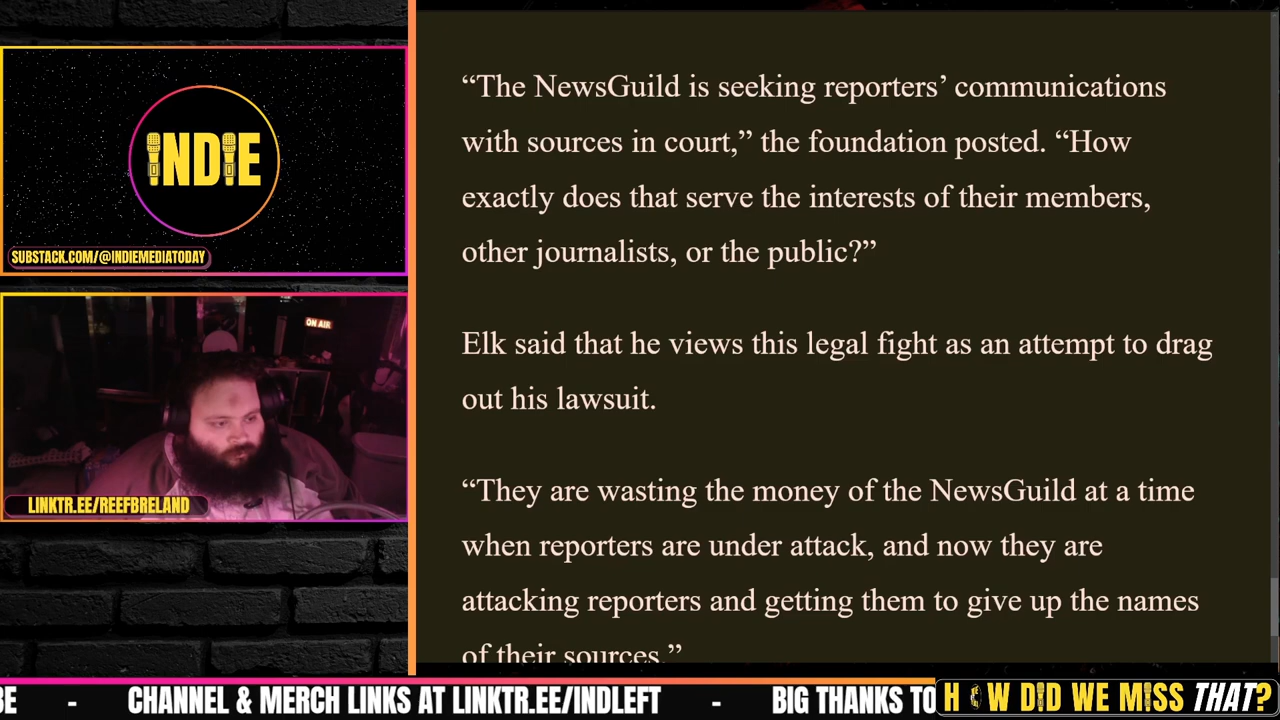 INDIE
SUBSTACK.COM/@INDIEMEDIATODAY
ON AIR
LINKTR.EE/REEFBRELAND
“The NewsGuild is seeking reporters’ communications
with sources in court,” the foundation posted. “How
exactly does that serve the interests of their members,
other journalists, or the public?”
Elk said that he views this legal fight as an attempt to drag
out his lawsuit.
“They are wasting the money of the NewsGuild at a time
when reporters are under attack, and now they are
attacking reporters and getting them to give up the names
of their sources.”
BE - CHANNEL & MERCH LINKS AT LINKTR.EE/INDLEFT - BIG THANKS TO
HOW DID WE MISS THAT?